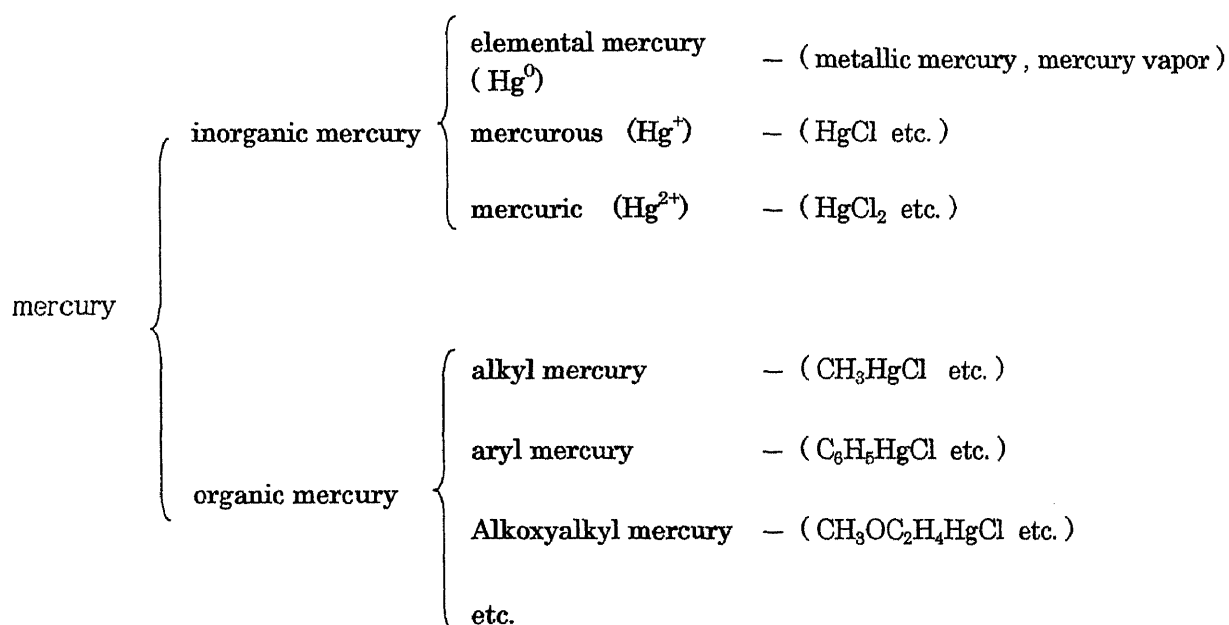 elemental mercury – (metallic mercury , mercury vapor)
(Hg⁰)
inorganic mercury
mercurous (Hg⁺) – (HgCl etc.)
mercuric (Hg²⁺) – (HgCl₂ etc.)
mercury
alkyl mercury – (CH₃HgCl etc.)
aryl mercury – (C₆H₅HgCl etc.)
organic mercury
Alkoxyalkyl mercury – (CH₃OC₂H₄HgCl etc.)
etc.